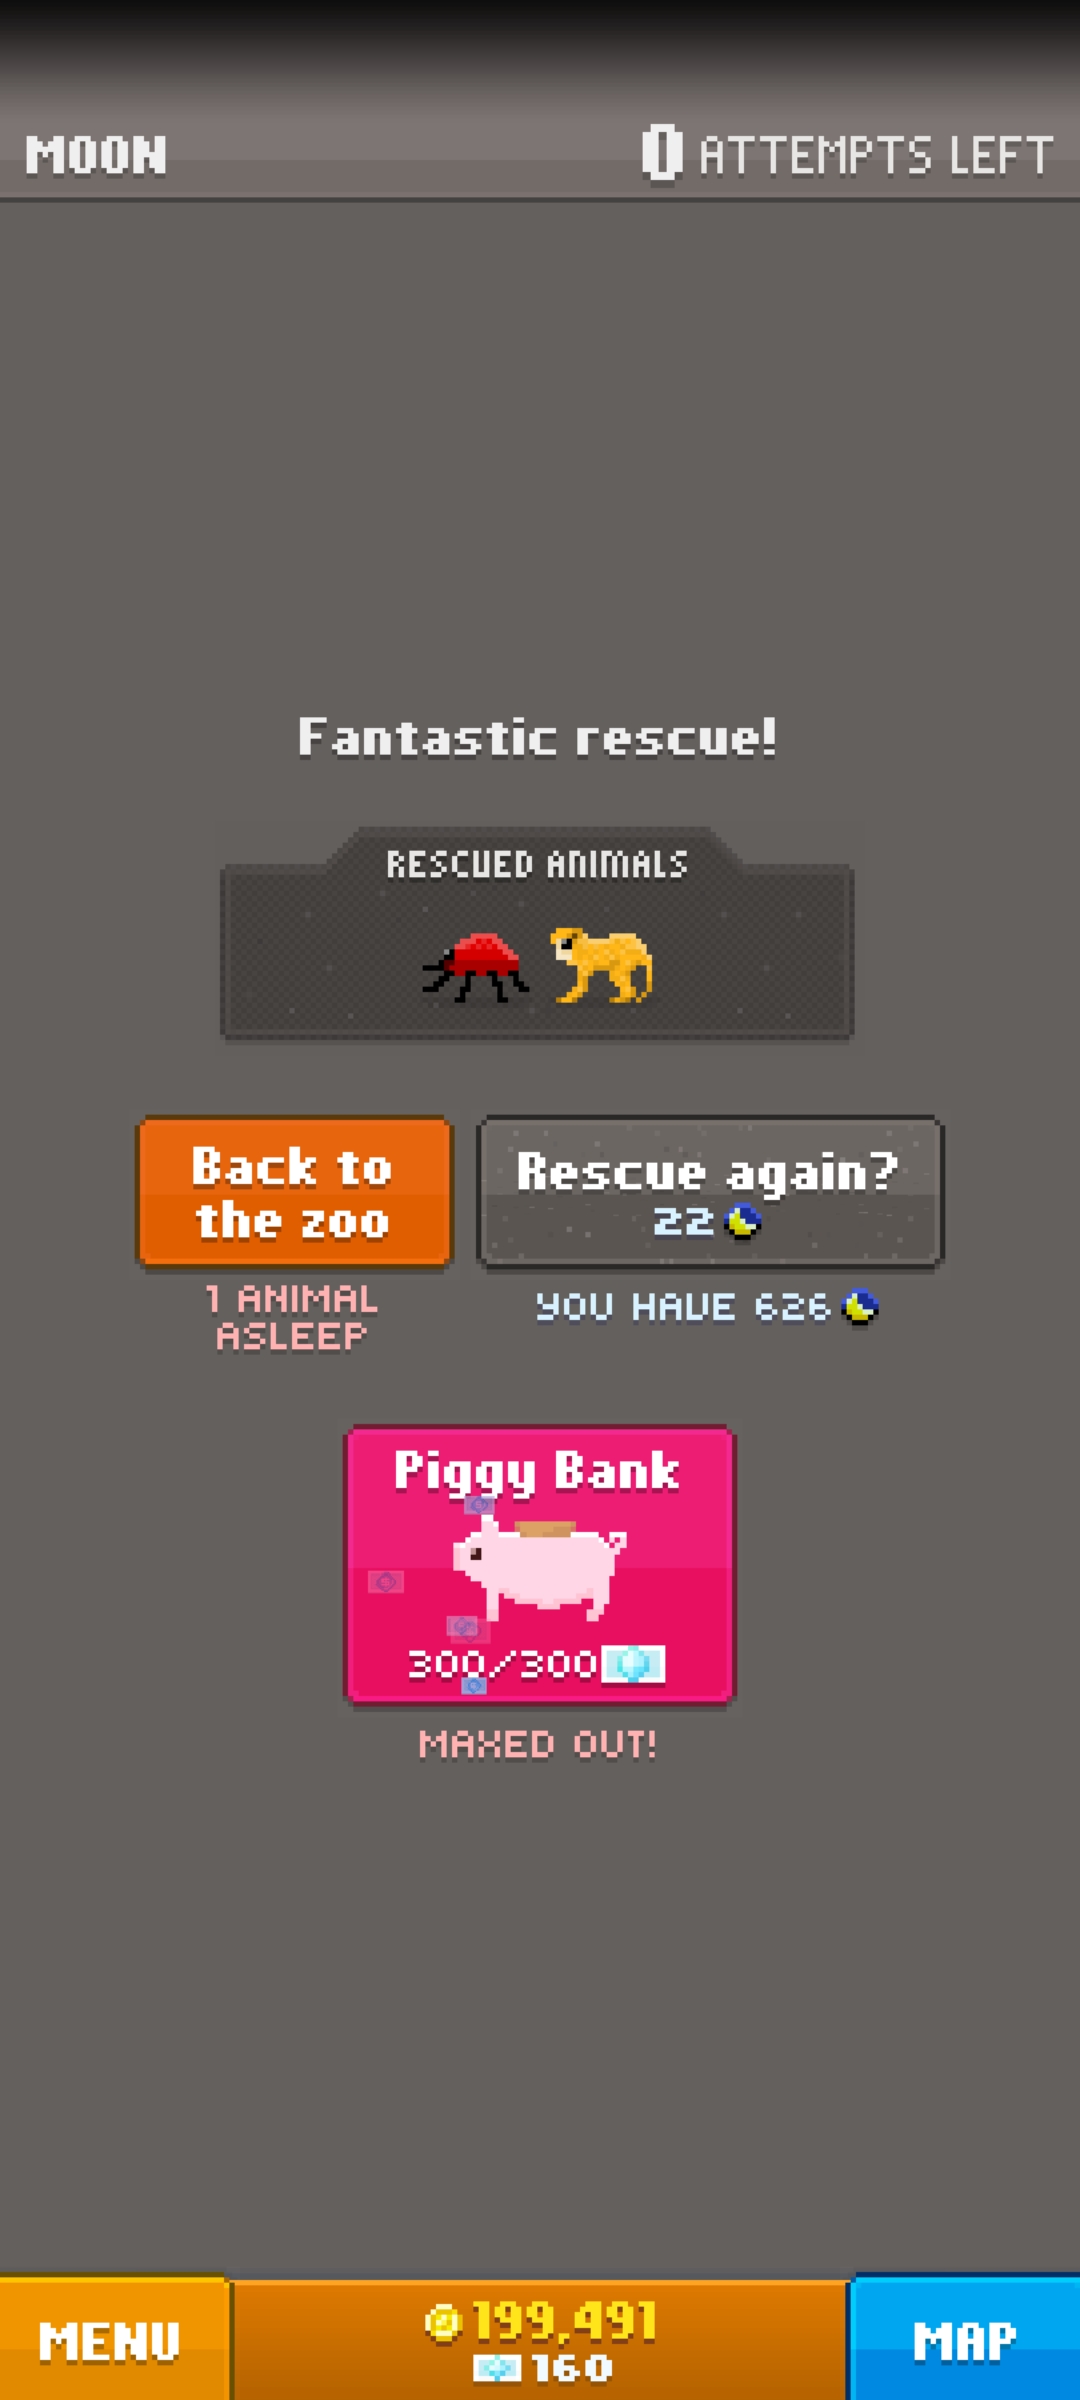 MOON
0 ATTEMPTS LEFT
Fantastic rescue!
RESCUED ANIMALS
Back to
the zoo
Rescue again?
22
1 ANIMAL
ASLEEP
YOU HAVE 626
Piggy Bank
300/300
MAXED OUT!
MENU
199,491
160
MAP